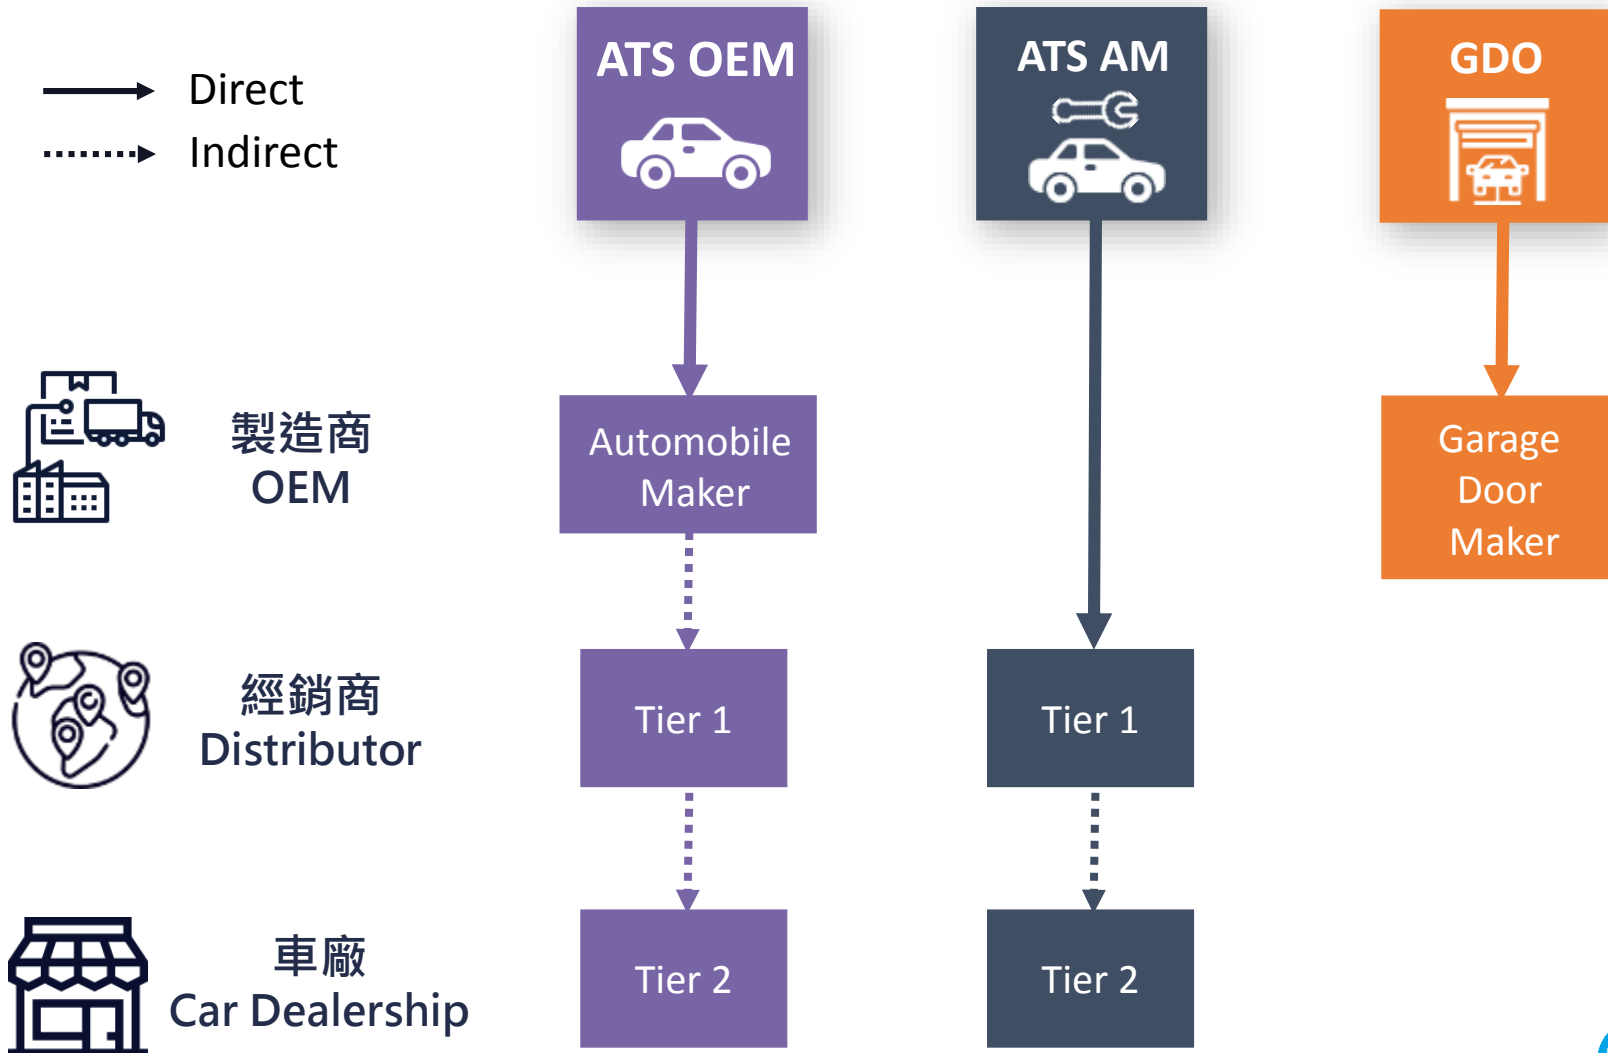 Direct
Indirect
ATS OEM
ATS AM
GDO
製造商
OEM
Automobile
Maker
Garage
Door
Maker
經銷商
Distributor
Tier 1
Tier 1
車廠
Car Dealership
Tier 2
Tier 2